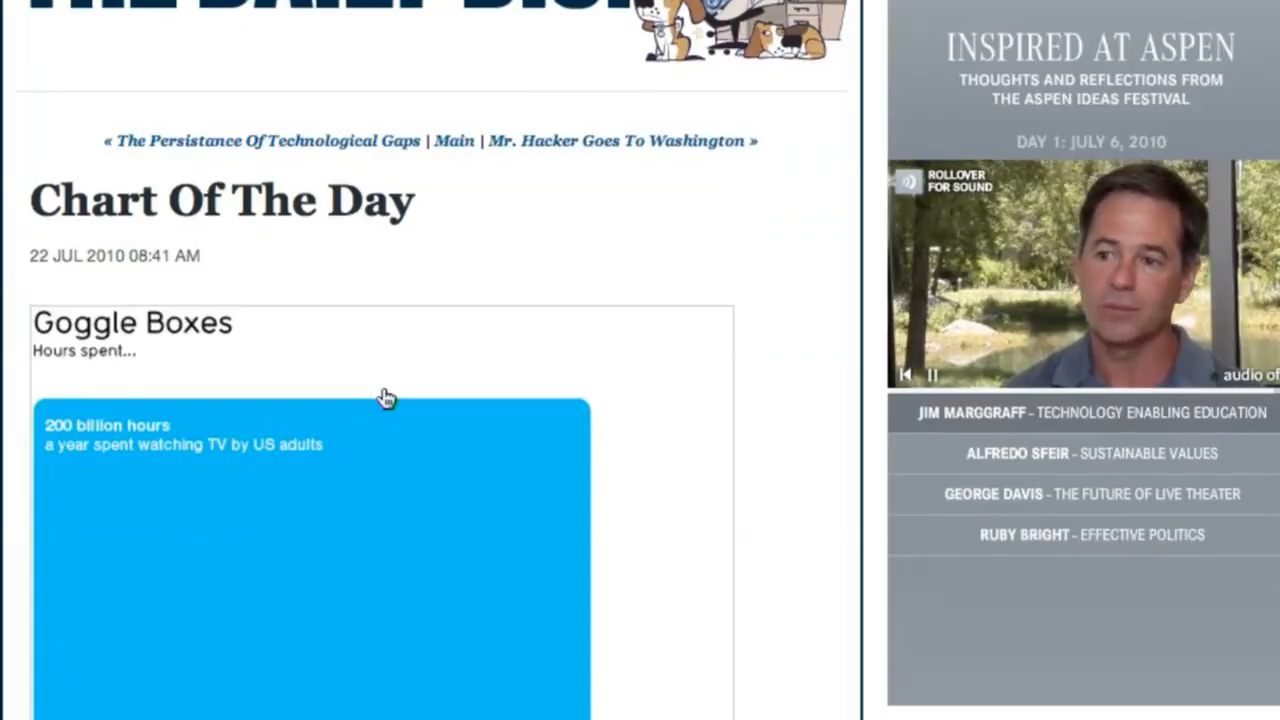 THE DAILY DISH
« The Persistance Of Technological Gaps | Main | Mr. Hacker Goes To Washington »
Chart Of The Day
22 JUL 2010 08:41 AM
Goggle Boxes
Hours spent...
200 billion hours
a year spent watching TV by US adults
INSPIRED AT ASPEN
THOUGHTS AND REFLECTIONS FROM
THE ASPEN IDEAS FESTIVAL
DAY 1: JULY 6, 2010
ROLLOVER
FOR SOUND
audio of
JIM MARGGRAFF - TECHNOLOGY ENABLING EDUCATION
ALFREDO SFEIR - SUSTAINABLE VALUES
GEORGE DAVIS - THE FUTURE OF LIVE THEATER
RUBY BRIGHT - EFFECTIVE POLITICS